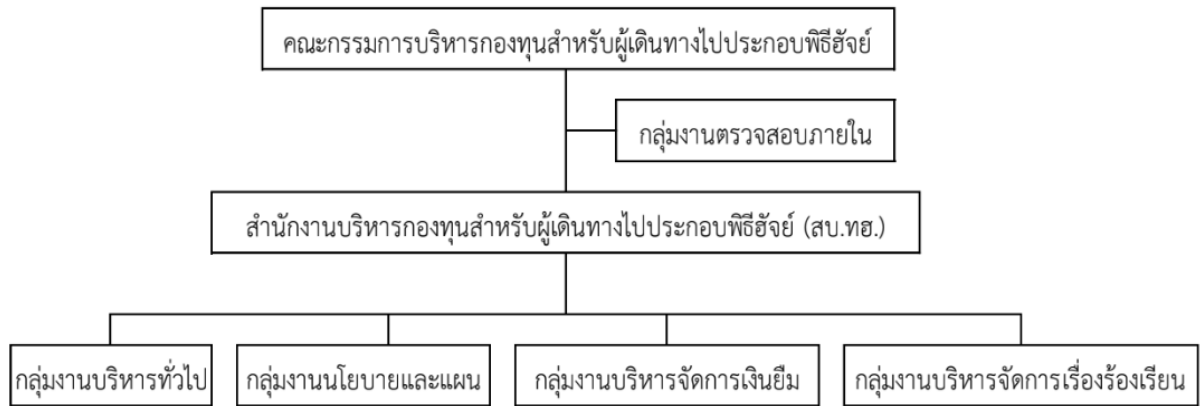 คณะกรรมการบริหารกองทุนสำหรับผู้เดินทางไปประกอบพิธีฮัจย์
กลุ่มงานตรวจสอบภายใน
สำนักงานบริหารกองทุนสำหรับผู้เดินทางไปประกอบพิธีฮัจย์ (สบ.ทฮ.)
กลุ่มงานบริหารทั่วไป
กลุ่มงานนโยบายและแผน
กลุ่มงานบริหารจัดการเงินยืม
กลุ่มงานบริหารจัดการเรื่องร้องเรียน